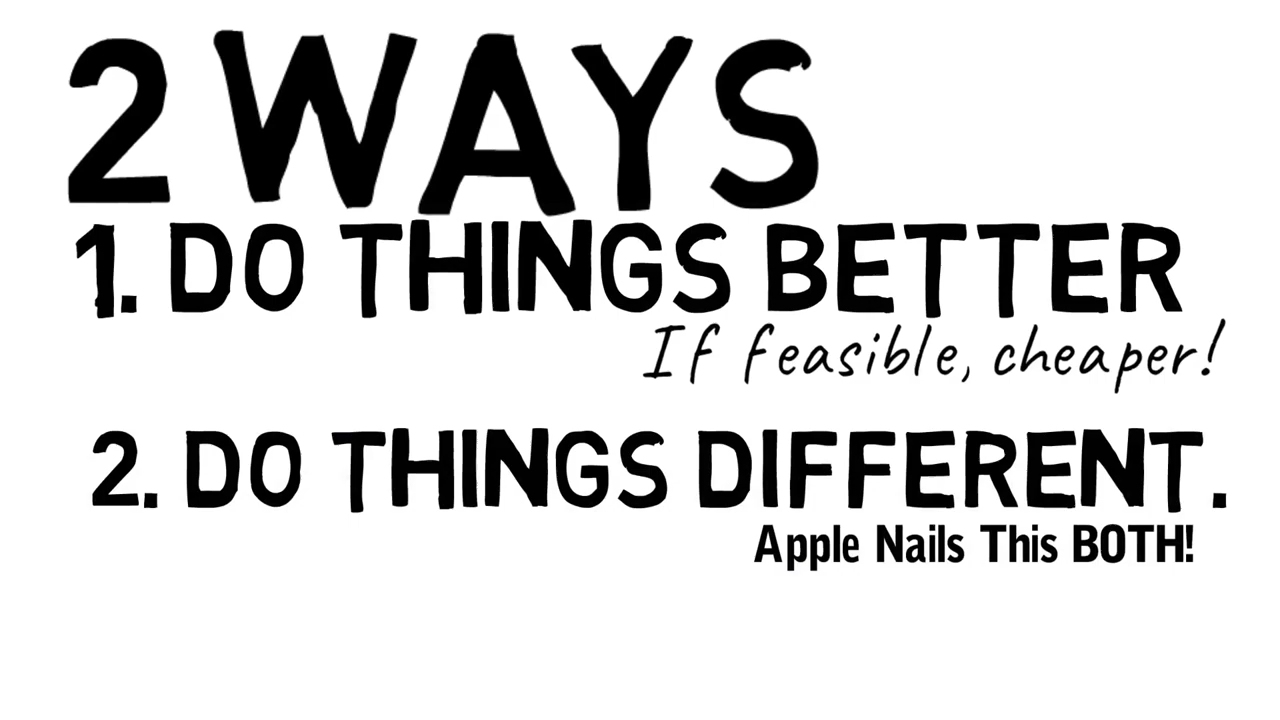 2 WAYS
1. DO THINGS BETTER
If feasible, cheaper!
2. DO THINGS DIFFERENT.
Apple Nails This BOTH!